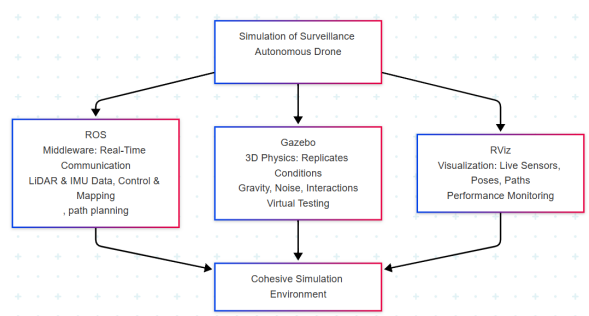 Simulation of Surveillance
Autonomous Drone
ROS
Middleware: Real-Time
Communication
LiDAR & IMU Data, Control &
Mapping
, path planning
Gazebo
3D Physics: Replicates
Conditions
Gravity, Noise, Interactions
Virtual Testing
RViz
Visualization: Live Sensors,
Poses, Paths
Performance Monitoring
Cohesive Simulation
Environment